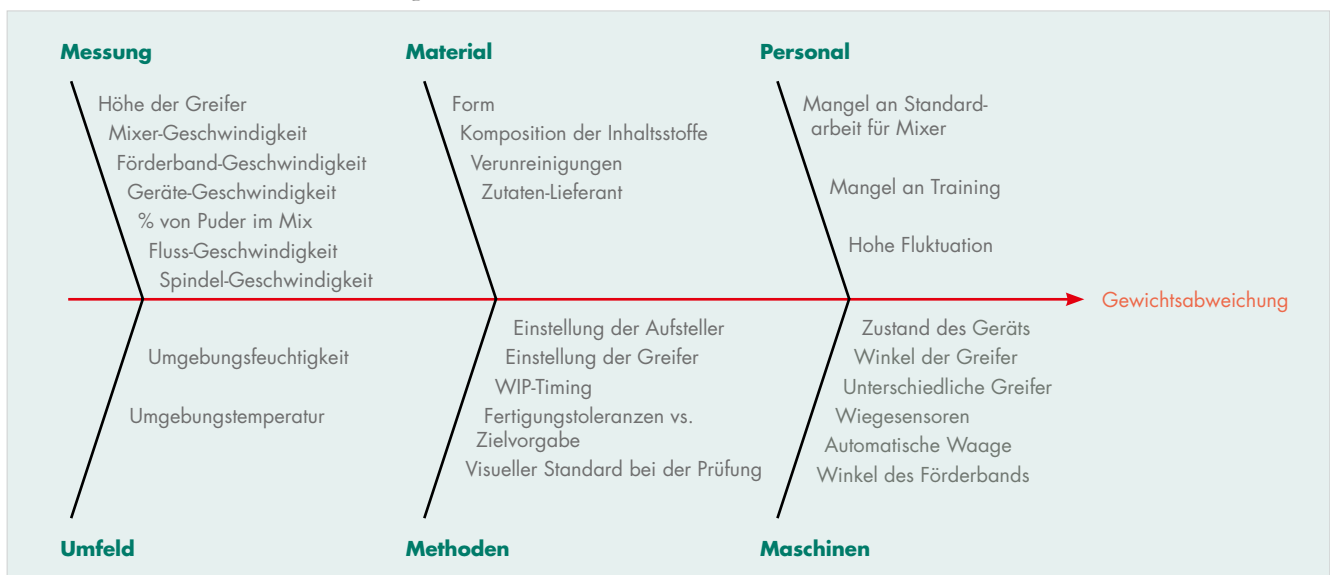 Messung
Höhe der Greifer
Mixer-Geschwindigkeit
Förderband-Geschwindigkeit
Geräte-Geschwindigkeit
% von Puder im Mix
Fluss-Geschwindigkeit
Spindel-Geschwindigkeit
Material
Form
Komposition der Inhaltsstoffe
Verunreinigungen
Zutaten-Lieferant
Personal
Mangel an Standard-
arbeit für Mixer
Mangel an Training
Hohe Fluktuation
Gewichtsabweichung
Umgebungsfeuchtigkeit
Umgebungstemperatur
Umfeld
Einstellung der Aufsteller
Einstellung der Greifer
WIP-Timing
Fertigungstoleranzen vs.
Zielvorgabe
Visueller Standard bei der Prüfung
Methoden
Zustand des Geräts
Winkel der Greifer
Unterschiedliche Greifer
Wiegesensoren
Automatische Waage
Winkel des Förderbands
Maschinen